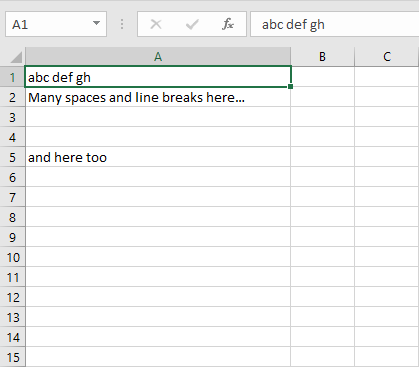 A1 fx abc def gh
A B C
1 abc def gh
2 Many spaces and line breaks here...
3
4
5 and here too
6
7
8
9
10
11
12
13
14
15